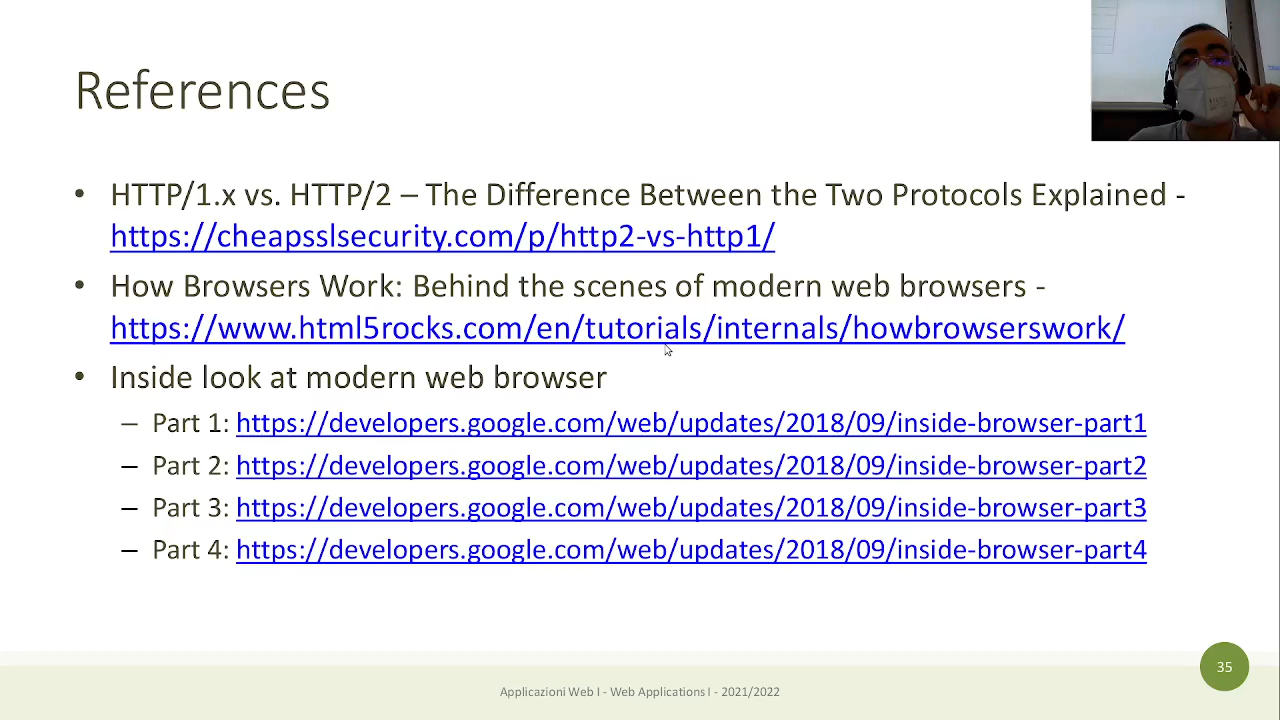 References
• HTTP/1.x vs. HTTP/2 – The Difference Between the Two Protocols Explained -
https://cheapsslsecurity.com/p/http2-vs-http1/
• How Browsers Work: Behind the scenes of modern web browsers -
https://www.html5rocks.com/en/tutorials/internals/howbrowserswork/
• Inside look at modern web browser
– Part 1: https://developers.google.com/web/updates/2018/09/inside-browser-part1
– Part 2: https://developers.google.com/web/updates/2018/09/inside-browser-part2
– Part 3: https://developers.google.com/web/updates/2018/09/inside-browser-part3
– Part 4: https://developers.google.com/web/updates/2018/09/inside-browser-part4
35
Applicazioni Web I - Web Applications I - 2021/2022